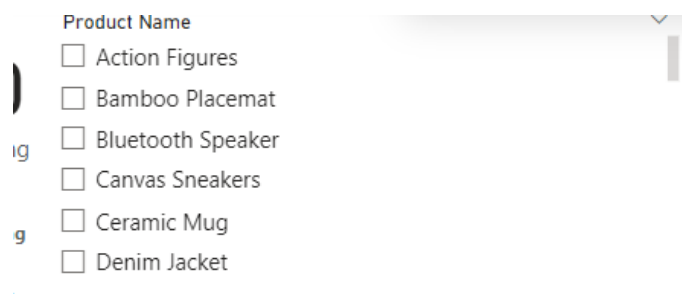 Product Name
Action Figures
Bamboo Placemat
Bluetooth Speaker
Canvas Sneakers
Ceramic Mug
Denim Jacket